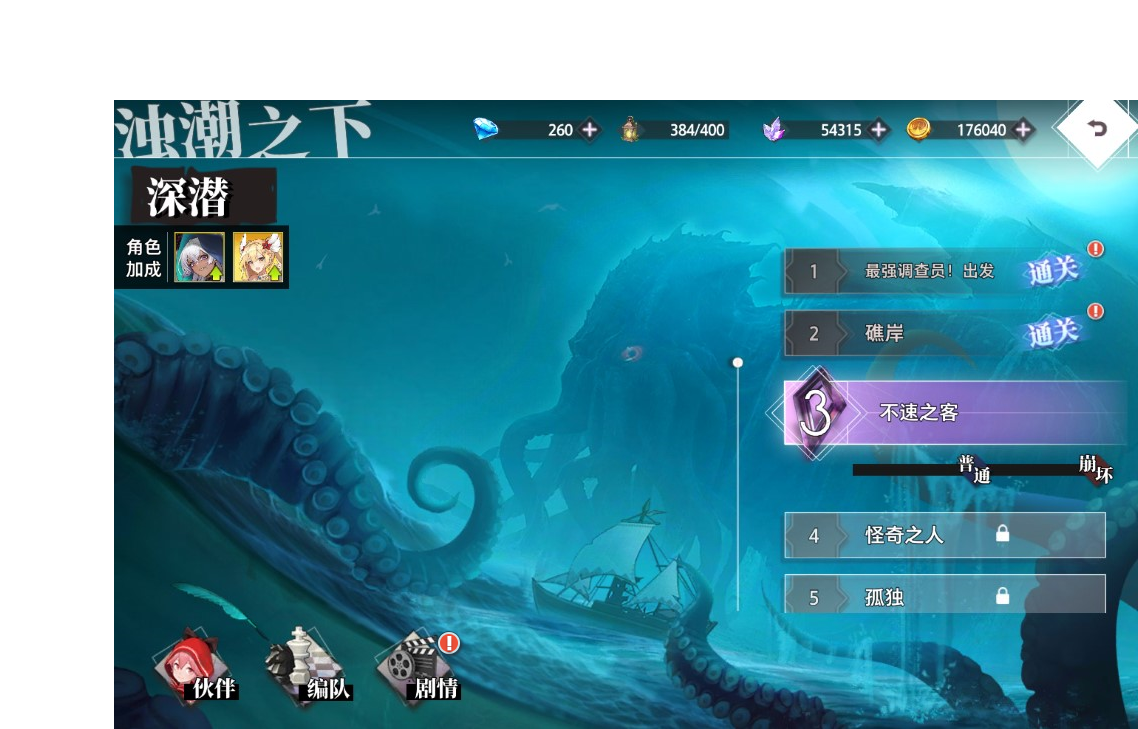 浊潮之下
260
384/400
54315
176040
深潜
角色
加成
1 最强调查员！出发 通关
2 礁岸 通关
3 不速之客
普通 崩坏
4 怪奇之人
5 孤独
伙伴 编队 剧情